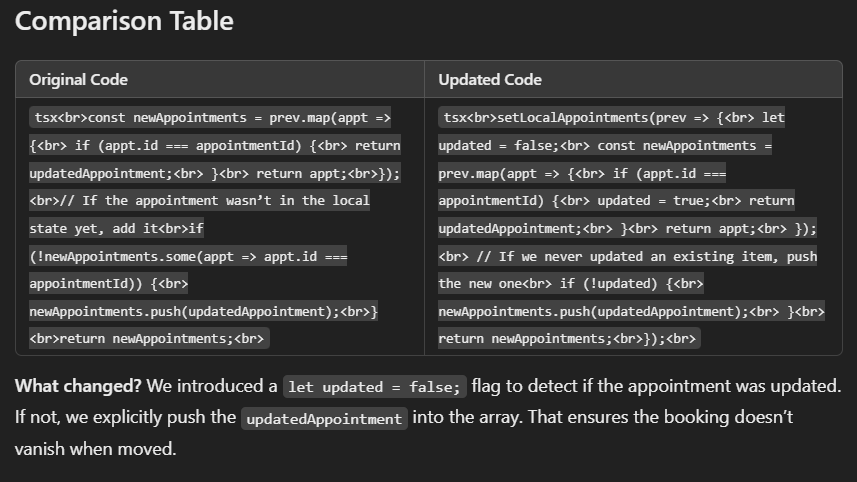 Comparison Table
Original Code
tsx<br>const newAppointments = prev.map(appt =>
{<br> if (appt.id === appointmentId) {<br> return
updatedAppointment;<br> }<br> return appt;<br>});
<br>// If the appointment wasn’t in the local
state yet, add it<br>if
(!newAppointments.some(appt => appt.id ===
appointmentId)) {<br>
newAppointments.push(updatedAppointment);<br>}
<br>return newAppointments;<br>
Updated Code
tsx<br>setLocalAppointments(prev => {<br> let
updated = false;<br> const newAppointments =
prev.map(appt => {<br> if (appt.id ===
appointmentId) {<br> updated = true;<br> return
updatedAppointment;<br> }<br> return appt;<br> });
<br> // If we never updated an existing item, push
the new one<br> if (!updated) {<br>
newAppointments.push(updatedAppointment);<br> }<br>
return newAppointments;<br>});<br>
What changed? We introduced a let updated = false; flag to detect if the appointment was updated.
If not, we explicitly push the updatedAppointment into the array. That ensures the booking doesn’t
vanish when moved.